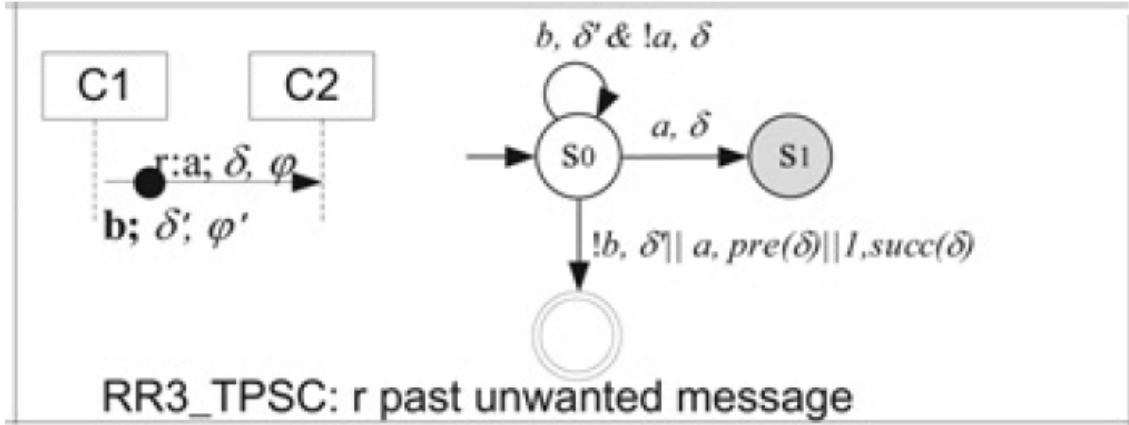 C1
C2
r:a; δ, φ
b; δ′, φ′
b, δ' & !a, δ
a, δ
S0
S1
!b, δ'|| a, pre(δ)||1,succ(δ)
RR3_TPSC: r past unwanted message